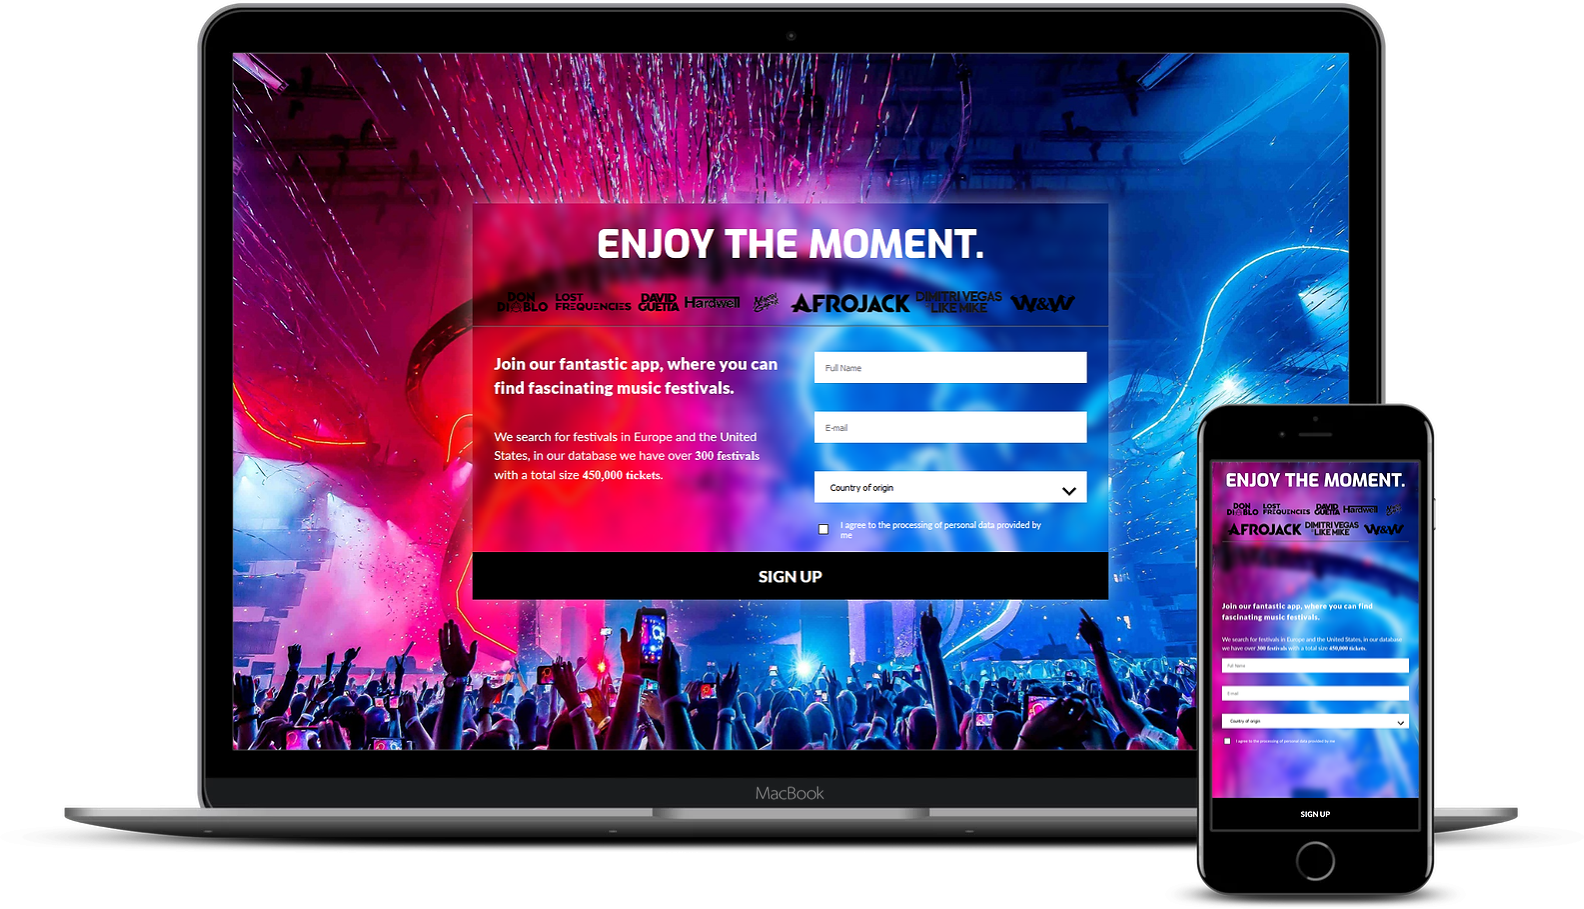 ENJOY THE MOMENT.
DON DIABLO LOST FREQUENCIES DAVID GUETTA Hardwell AFROJACK DIMITRI VEGAS & LIKE MIKE W&W
Join our fantastic app, where you can
find fascinating music festivals.
We search for festivals in Europe and the United
States, in our database we have over 300 festivals
with a total size 450,000 tickets.
Full Name
E-mail
Country of origin
I agree to the processing of personal data provided by
me
SIGN UP
MacBook
ENJOY THE MOMENT.
DON DIABLO LOST FREQUENCIES DAVID GUETTA Hardwell
AFROJACK DIMITRI VEGAS & LIKE MIKE W&W
Join our fantastic app, where you can find
fascinating music festivals.
We search for festivals in Europe and the United States, in our database
we have over 300 festivals with a total size 450,000 tickets.
Full Name
E-mail
Country of origin
I agree to the processing of personal data provided by me
SIGN UP